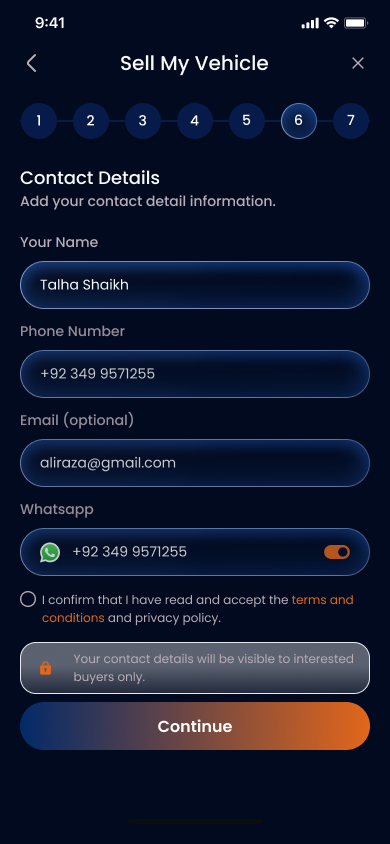 9:41
Sell My Vehicle
1 2 3 4 5 6 7
Contact Details
Add your contact detail information.
Your Name
Talha Shaikh
Phone Number
+92 349 9571255
Email (optional)
aliraza@gmail.com
Whatsapp
+92 349 9571255
I confirm that I have read and accept the terms and
conditions and privacy policy.
Your contact details will be visible to interested
buyers only.
Continue